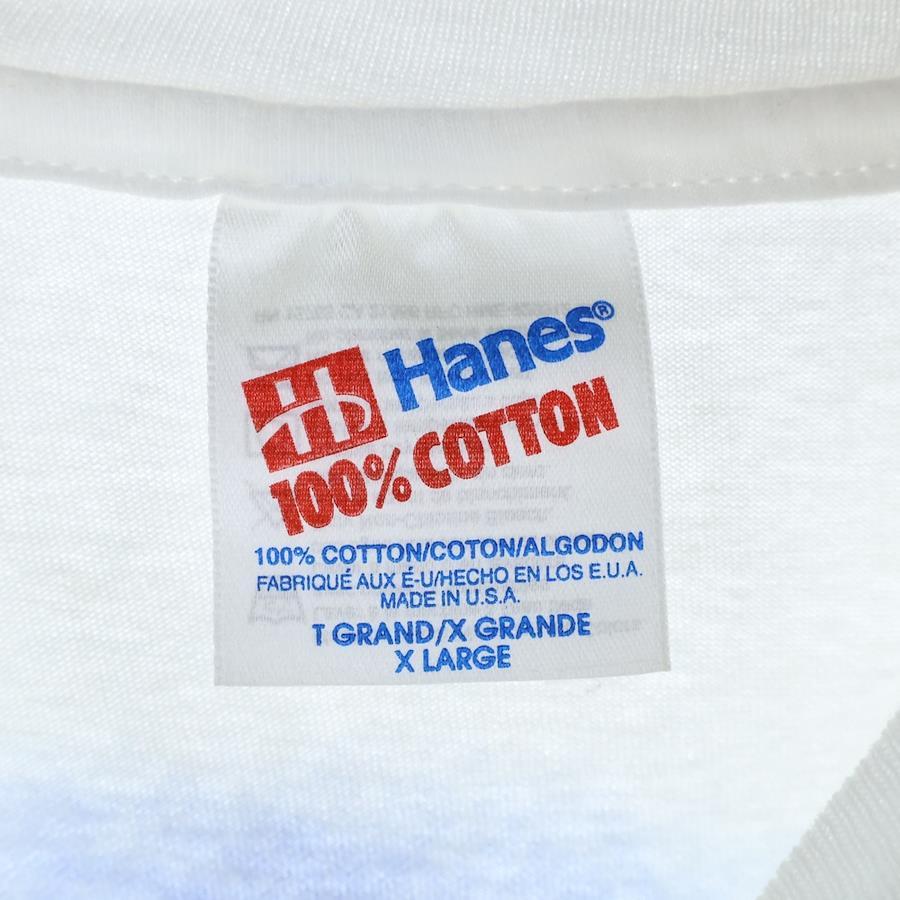 H Hanes®
100% COTTON
100% COTTON/COTON/ALGODON
FABRIQUÉ AUX É-U/HECHO EN LOS E.U.A.
MADE IN U.S.A.
T GRAND/X GRANDE
X LARGE